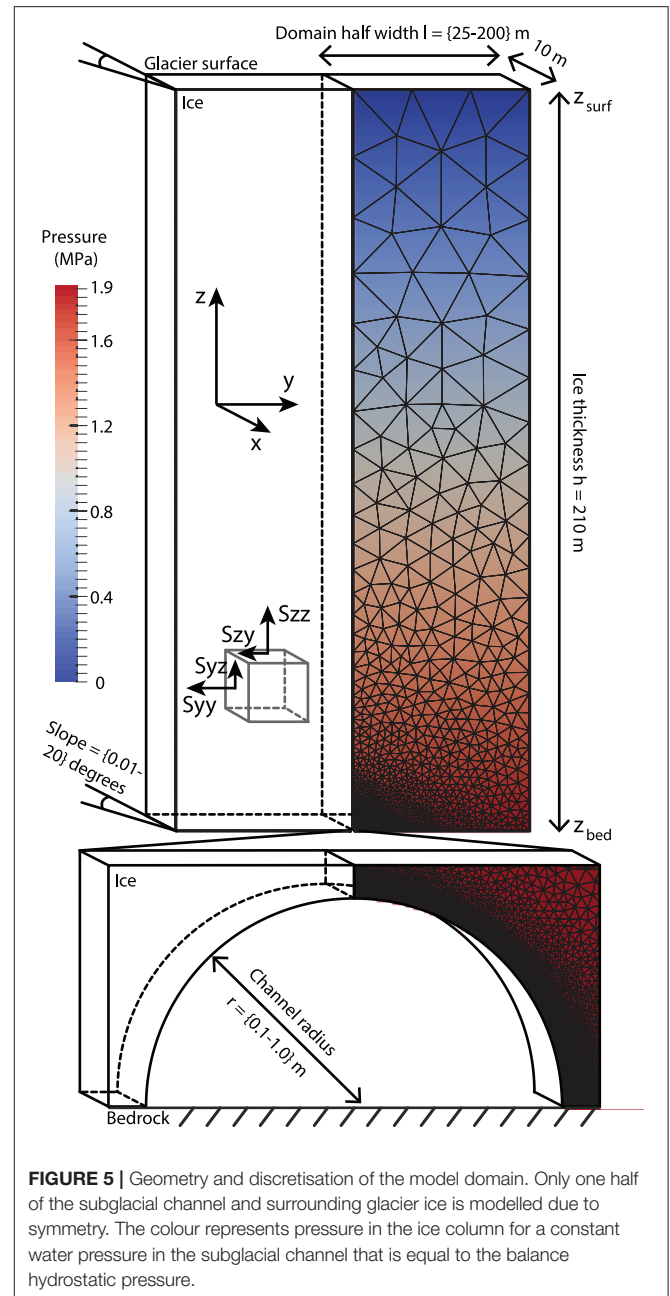 Domain half width l = {25-200} m
10 m
Glacier surface
Ice
z surf
Pressure
(MPa)
1.9
1.6
1.2
0.8
0.4
0
z
y
x
Ice thickness h = 210 m
Szz
Szy
Syz
Syy
Slope = {0.01-
20} degrees
z bed
Ice
Channel radius
r = {0.1-1.0} m
Bedrock
FIGURE 5 | Geometry and discretisation of the model domain. Only one half
of the subglacial channel and surrounding glacier ice is modelled due to
symmetry. The colour represents pressure in the ice column for a constant
water pressure in the subglacial channel that is equal to the balance
hydrostatic pressure.